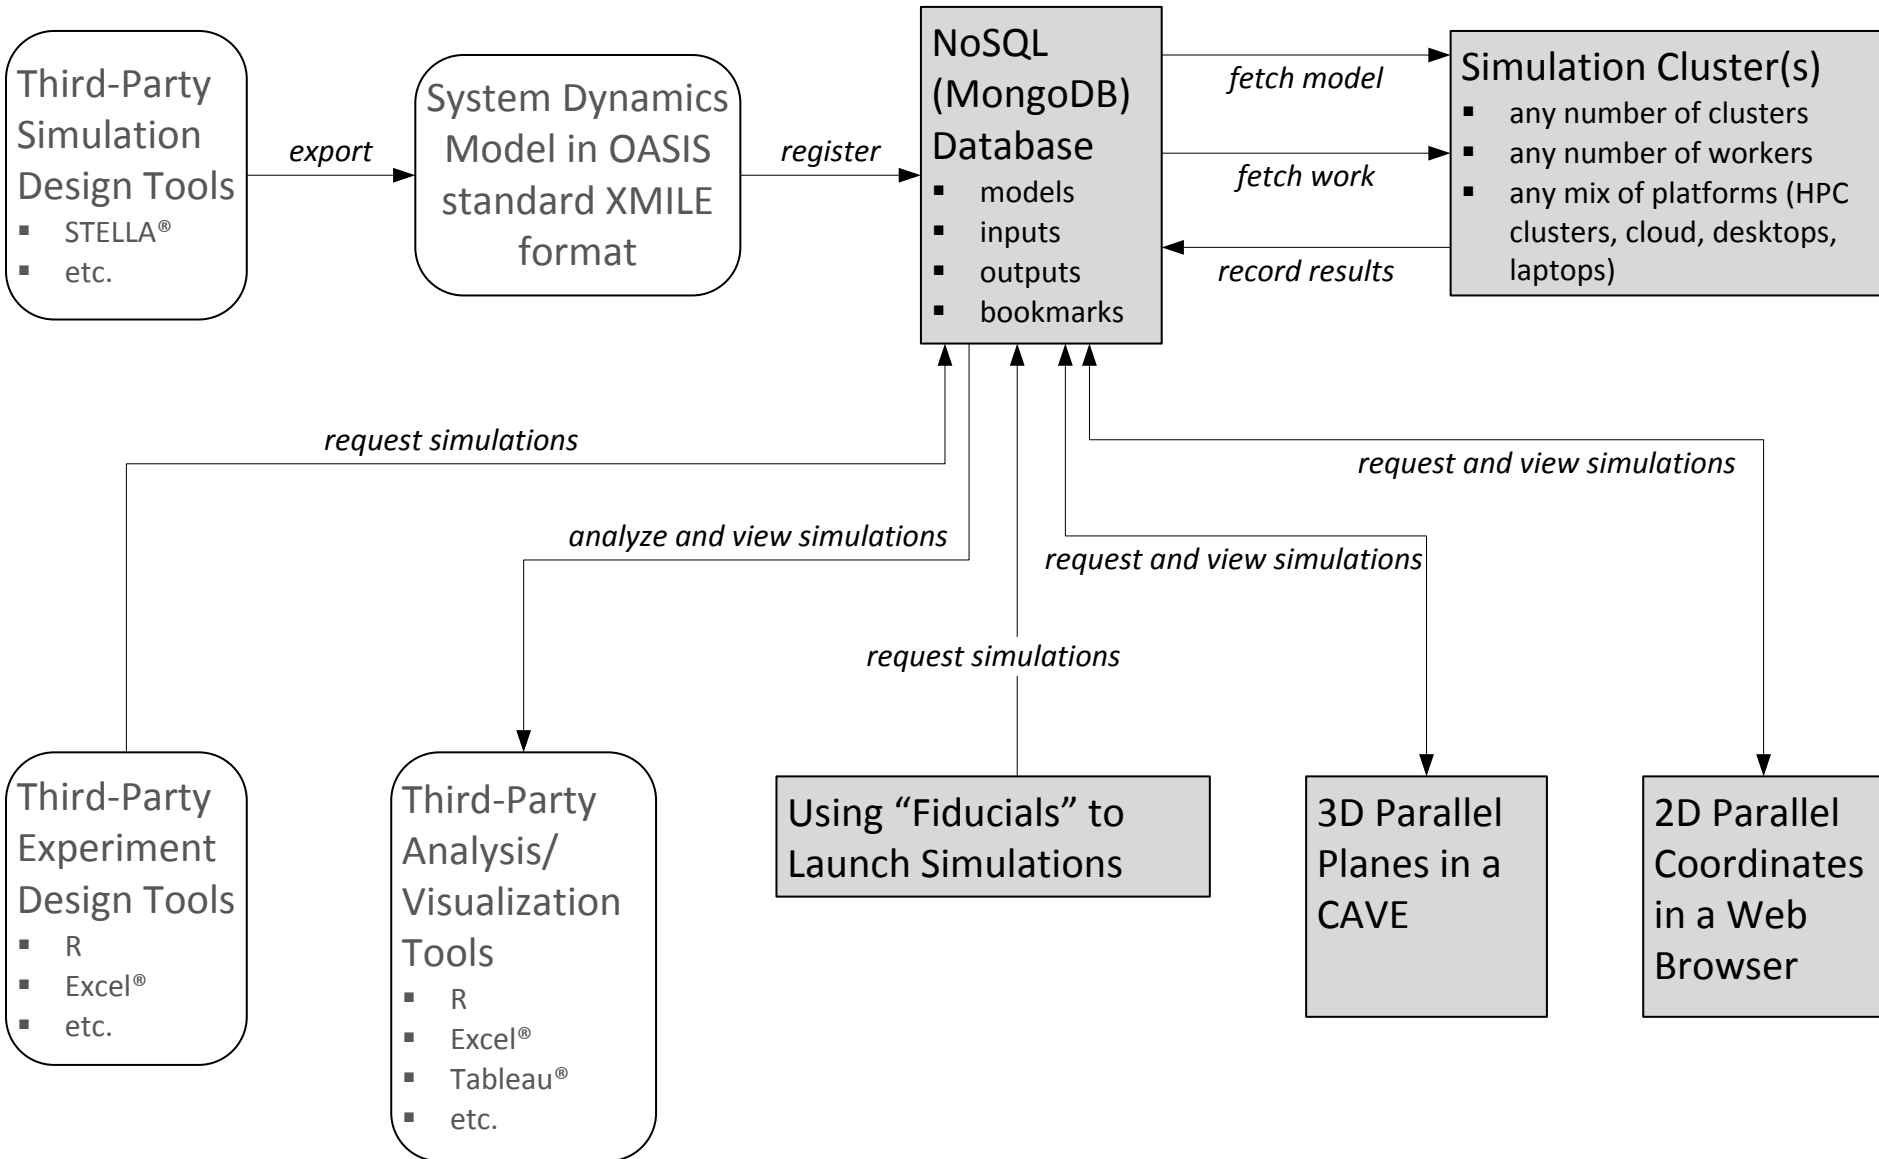 Third-Party
Simulation
Design Tools
▪ STELLA®
▪ etc.
export
System Dynamics
Model in OASIS
standard XMILE
format
register
NoSQL
(MongoDB)
Database
▪ models
▪ inputs
▪ outputs
▪ bookmarks
fetch model
fetch work
record results
Simulation Cluster(s)
▪ any number of clusters
▪ any number of workers
▪ any mix of platforms (HPC
clusters, cloud, desktops,
laptops)
request simulations
analyze and view simulations
request simulations
request and view simulations
request and view simulations
Third-Party
Experiment
Design Tools
▪ R
▪ Excel®
▪ etc.
Third-Party
Analysis/
Visualization
Tools
▪ R
▪ Excel®
▪ Tableau®
▪ etc.
Using “Fiducials” to
Launch Simulations
3D Parallel
Planes in a
CAVE
2D Parallel
Coordinates
in a Web
Browser